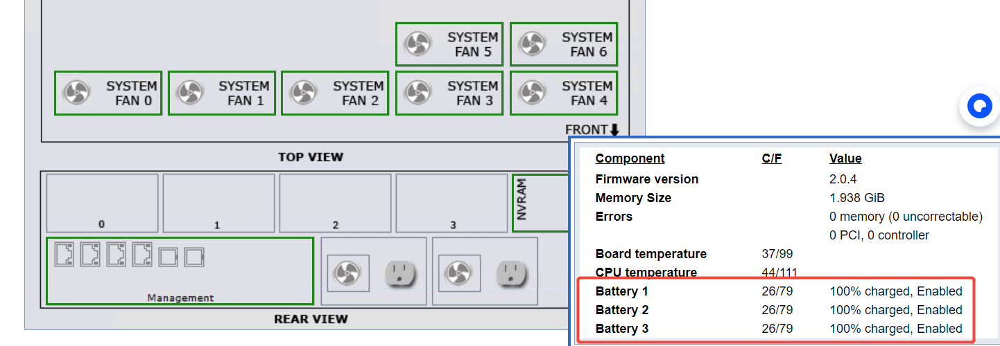 SYSTEM
FAN 5
SYSTEM
FAN 6
SYSTEM
FAN 0
SYSTEM
FAN 1
SYSTEM
FAN 2
SYSTEM
FAN 3
SYSTEM
FAN 4
FRONT
TOP VIEW
0
1
2
3
NVRAM
Management
REAR VIEW
Component C/F Value
Firmware version 2.0.4
Memory Size 1.938 GiB
Errors 0 memory (0 uncorrectable)
0 PCI, 0 controller
Board temperature 37/99
CPU temperature 44/111
Battery 1 26/79 100% charged, Enabled
Battery 2 26/79 100% charged, Enabled
Battery 3 26/79 100% charged, Enabled